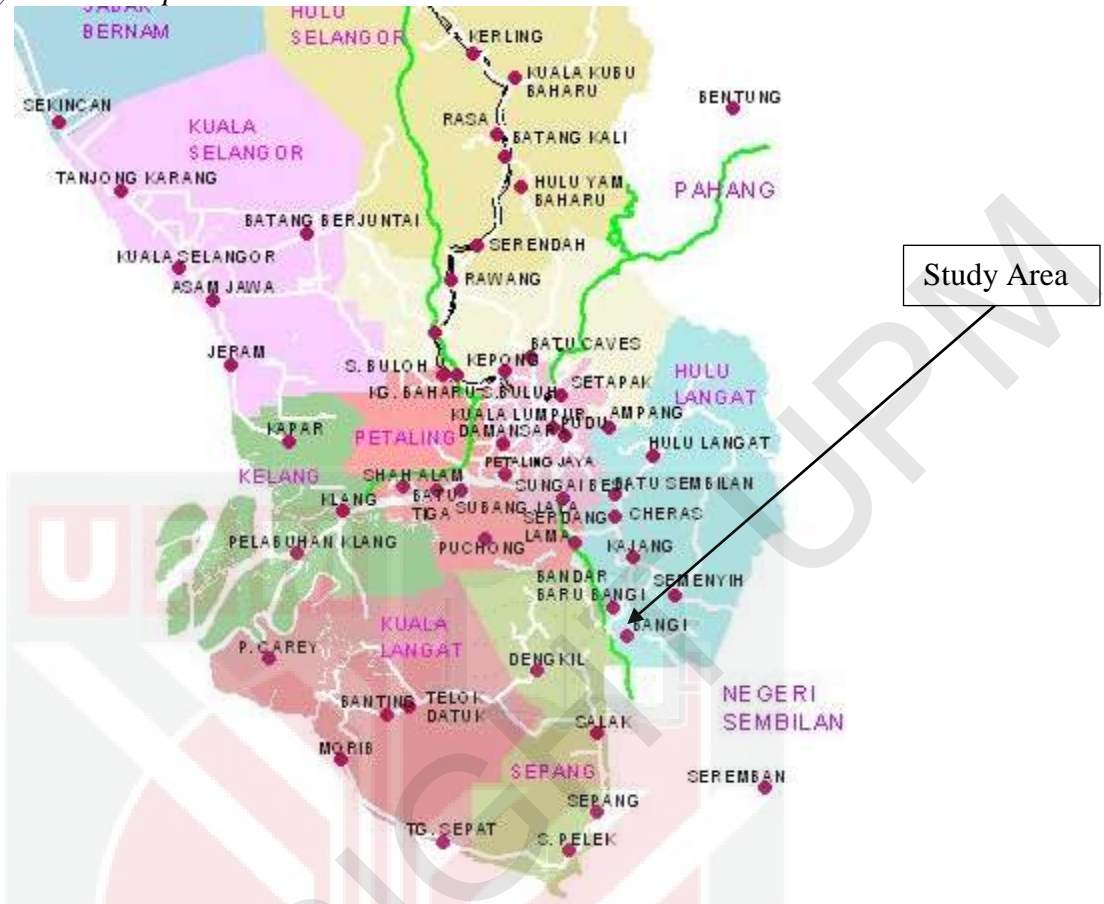 BERNAM
HULU
SELANGOR
KERLING
KUALA KUBU
BAHARU
BENTUNG
SEKINCAN
RASA
KUALA
SELANGOR
BATANG KALI
TANJONG KARANG
HULU YAM
BAHARU
PAHANG
BATANG BERJUNTAI
SERENDAH
KUALA SELANGOR
RAWANG
ASAM JAWA
Study Area
JERAM
BATU CAVES
KEPONG
S. BULOH U
HULU
LANGAT
SETAPAK
KG. BAHARU S. BULUH
KUALA LUMPUR
AMPANG
PUDU
KAPAR
PETALING
DAMANSARA
HULU LANGAT
PETALING JAYA
KELANG
SHAH ALAM
SUNGAI BESI
BATU SEMBILAN
KLANG
BATU
TIGA
SUBANG JAYA
SERDANG
LAMA
CHERAS
PELABUHAN KLANG
PUCHONG
KAJANG
BANDAR
BARU BANGI
SEMENYIH
BANGI
KUALA
LANGAT
P. CAREY
DENGKIL
BANTING
TELOK
DATUK
NEGERI
SEMBILAN
SALAK
MORIB
SEPANG
SEREMBAN
SEPANG
TG. SEPAT
S. PELEK
UPM